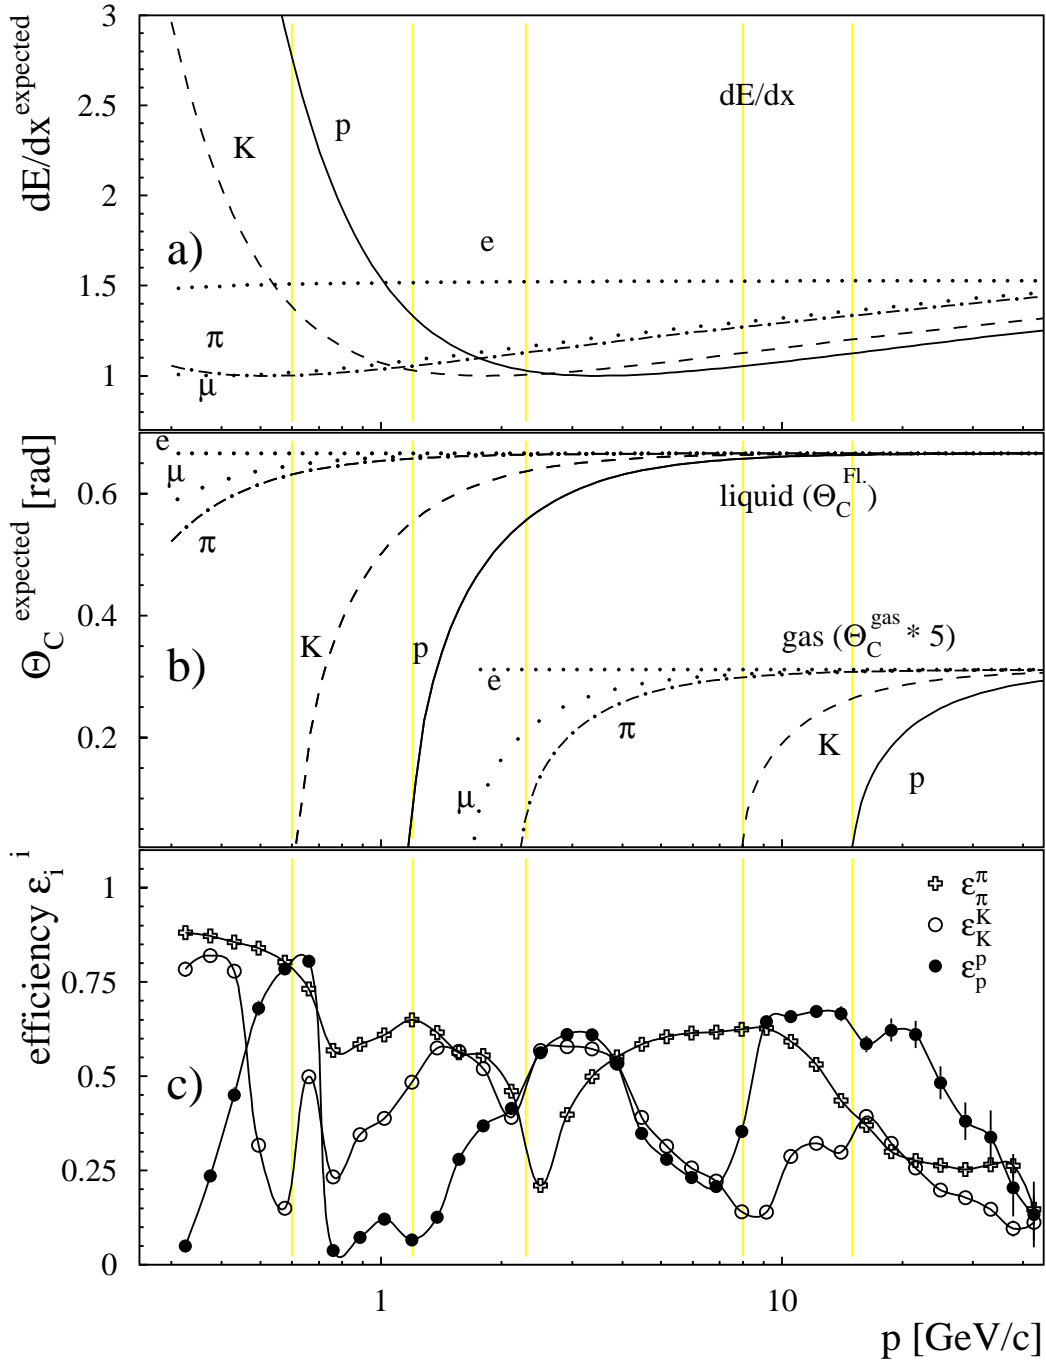 dE/dx^expected
3
2.5
2
1.5
1
dE/dx
p
K
e
a)
π
μ
Θ_C^expected [rad]
0.6
0.4
0.2
e
μ
π
liquid (Θ_C^Fl.)
gas (Θ_C^gas * 5)
K
p
b)
e
π
K
μ
p
efficiency ε_i^i
1
0.75
0.5
0.25
0
ε_π^π
ε_K^K
ε_p^p
c)
1
10
p [GeV/c]